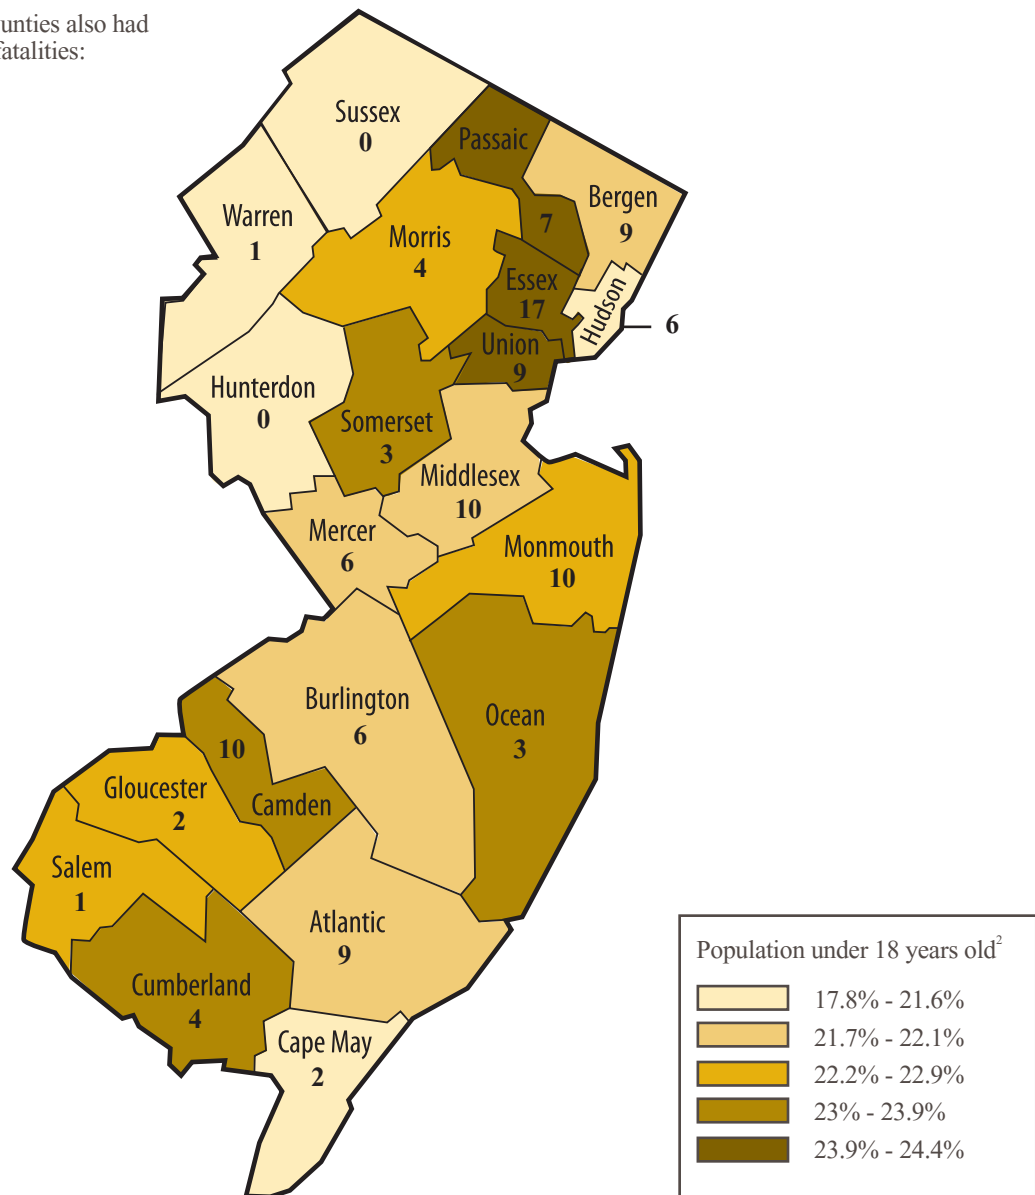 unties also had
fatalities:
Sussex
0
Passaic
7
Bergen
9
Warren
1
Morris
4
Essex
17
Hudson
6
Union
9
Hunterdon
0
Somerset
3
Middlesex
10
Mercer
6
Monmouth
10
Burlington
6
Ocean
3
10
Camden
Gloucester
2
Salem
1
Atlantic
9
Cumberland
4
Cape May
2
Population under 18 years old²
17.8% - 21.6%
21.7% - 22.1%
22.2% - 22.9%
23% - 23.9%
23.9% - 24.4%